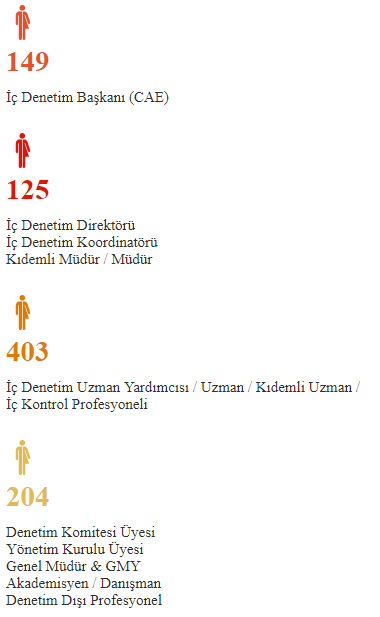 149
İç Denetim Başkanı (CAE)
125
İç Denetim Direktörü
İç Denetim Koordinatörü
Kıdemli Müdür / Müdür
403
İç Denetim Uzman Yardımcısı / Uzman / Kıdemli Uzman /
İç Kontrol Profesyoneli
204
Denetim Komitesi Üyesi
Yönetim Kurulu Üyesi
Genel Müdür & GMY
Akademisyen / Danışman
Denetim Dışı Profesyonel